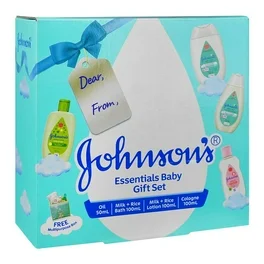 Dear,
From,
Johnson's®
Essentials Baby
Gift Set
Oil
50mL
Milk + Rice
Bath 100mL
Milk + Rice
Lotion 100mL
Cologne
100mL
FREE